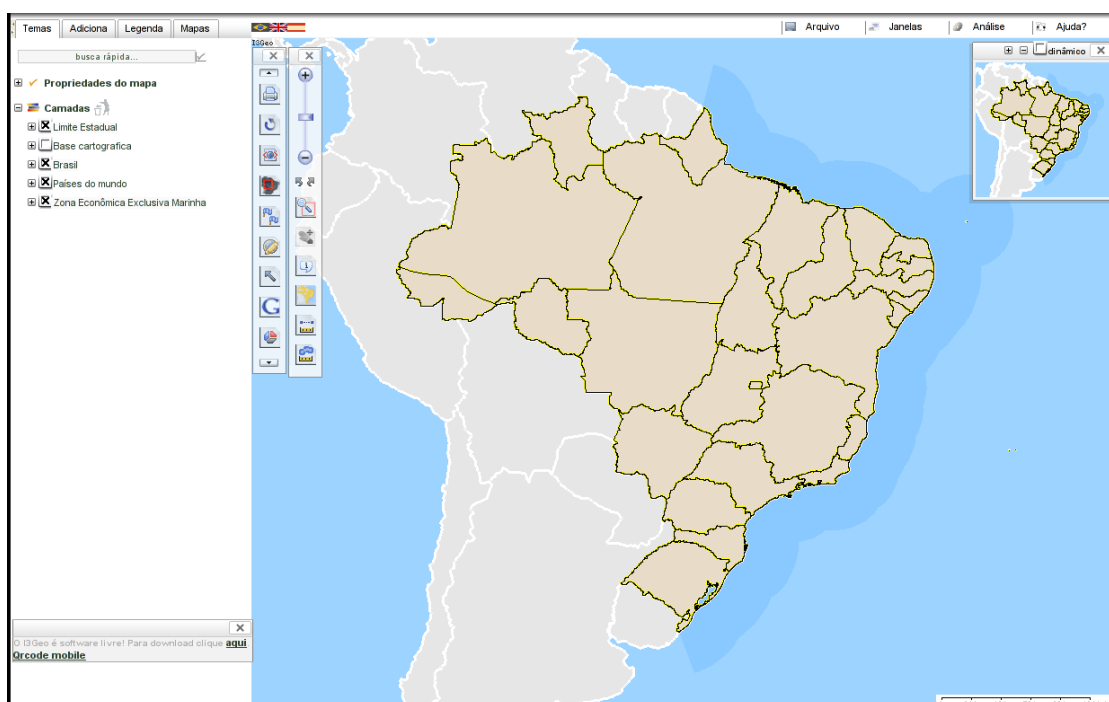 Temas Adiciona Legenda Mapas
Arquivo Janelas Análise Ajuda?
I3Geo
busca rápida...
dinâmico
Propriedades do mapa
Camadas
Limite Estadual
Base cartografica
Brasil
Países do mundo
Zona Econômica Exclusiva Marinha
O I3Geo é software livre! Para download clique aqui
Qrcode mobile